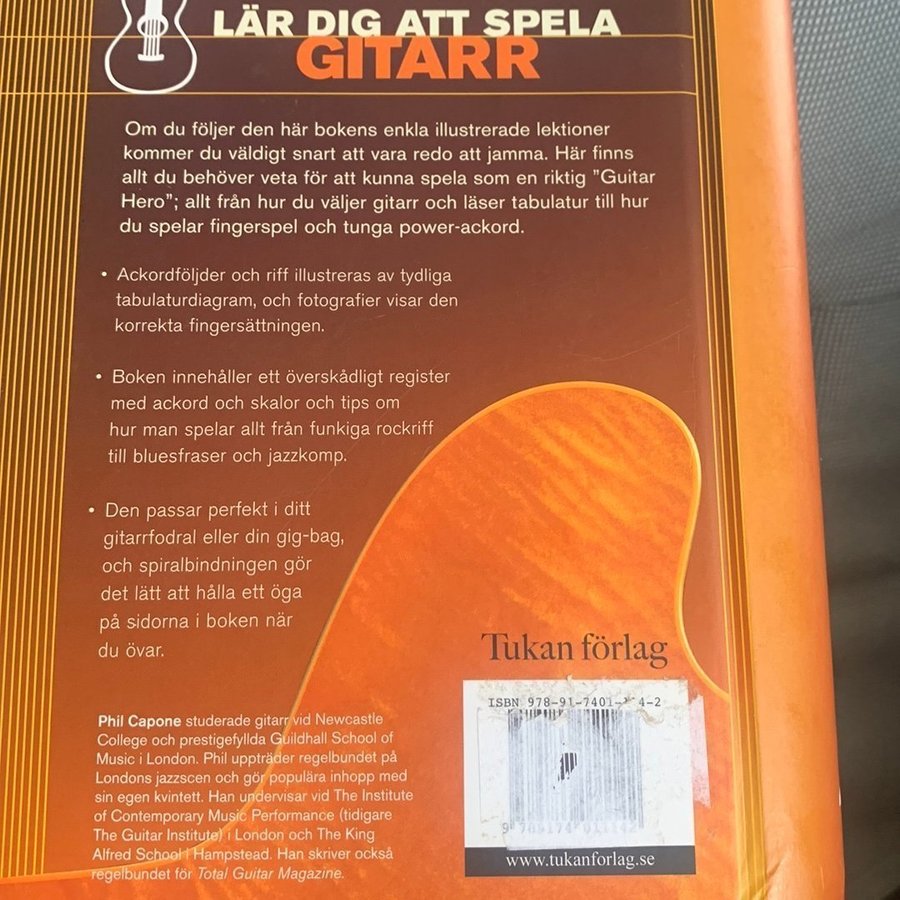 LÄR DIG ATT SPELA
GITARR
Om du följer den här bokens enkla illustrerade lektioner
kommer du väldigt snart att vara redo att jamma. Här finns
allt du behöver veta för att kunna spela som en riktig "Guitar
Hero"; allt från hur du väljer gitarr och läser tabulatur till hur
du spelar fingerspel och tunga power-ackord.
• Ackordföljder och riff illustreras av tydliga
tabulaturdiagram, och fotografier visar den
korrekta fingersättningen.
• Boken innehåller ett överskådligt register
med ackord och skalor och tips om
hur man spelar allt från funkiga rockriff
till bluesfraser och jazzkomp.
• Den passar perfekt i ditt
gitarrfodral eller din gig-bag,
och spiralbindningen gör
det lätt att hålla ett öga
på sidorna i boken när
du övar.
Phil Capone studerade gitarr vid Newcastle
College och prestigefyllda Guildhall School of
Music i London. Phil uppträder regelbundet på
Londons jazzscen och gör populära inhopp med
sin egen kvintett. Han undervisar vid The Institute
of Contemporary Music Performance (tidigare
The Guitar Institute) i London och The King
Alfred School i Hampstead. Han skriver också
regelbundet för Total Guitar Magazine.
Tukan förlag
ISBN
www.tukanforlag.se